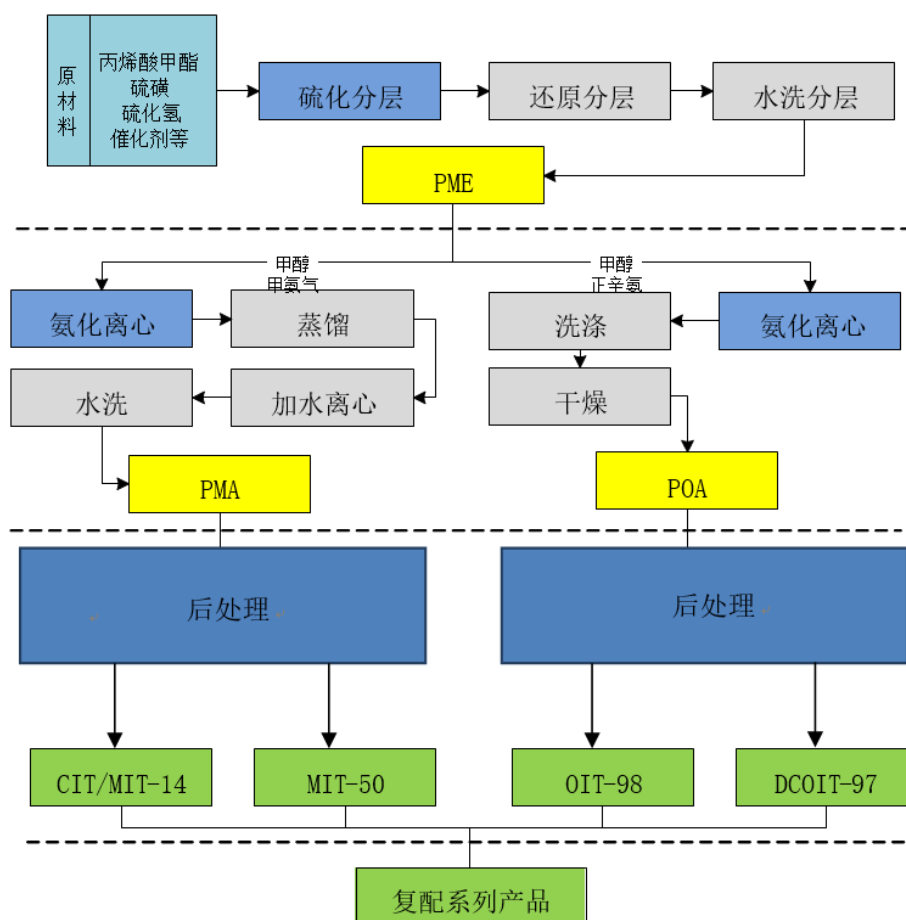 原
材
料
丙烯酸甲酯
硫磺
硫化氢
催化剂等
硫化分层
还原分层
水洗分层
PME
甲醇
甲氨气
甲醇
正辛氨
氨化离心
蒸馏
洗涤
氨化离心
水洗
加水离心
干燥
PMA
POA
后处理
后处理
CIT/MIT-14
MIT-50
OIT-98
DCOIT-97
复配系列产品